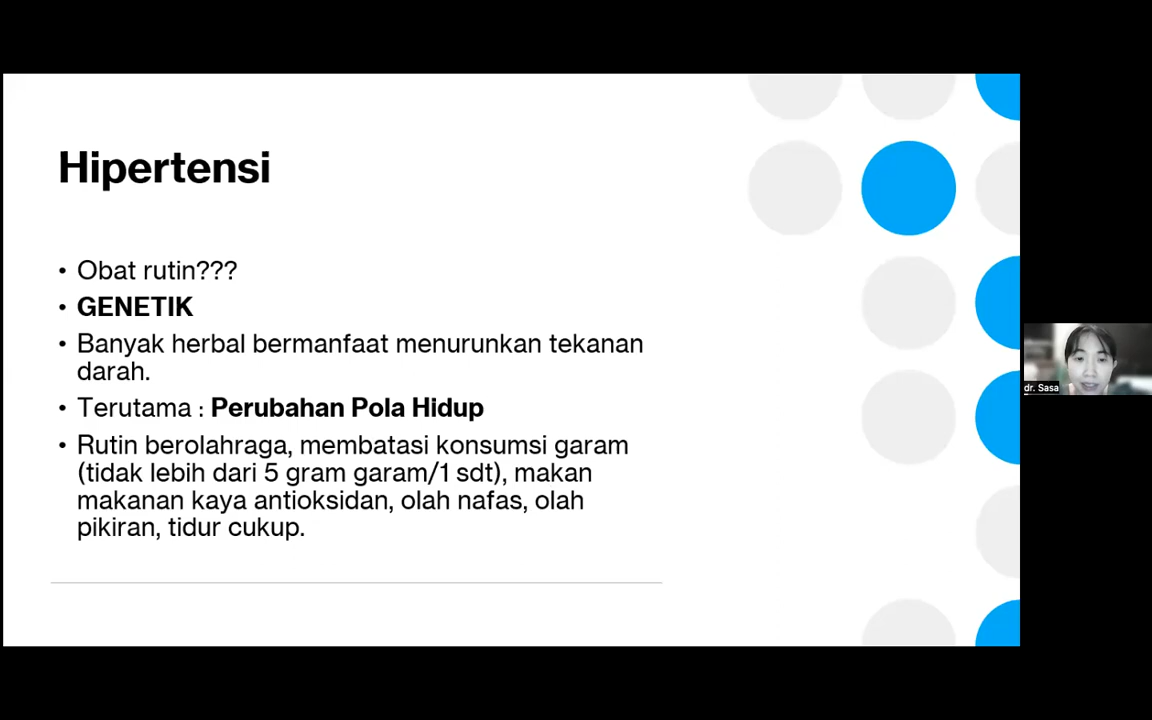 Hipertensi
• Obat rutin???
• GENETIK
• Banyak herbal bermanfaat menurunkan tekanan
darah.
• Terutama : Perubahan Pola Hidup
• Rutin berolahraga, membatasi konsumsi garam
(tidak lebih dari 5 gram garam/1 sdt), makan
makanan kaya antioksidan, olah nafas, olah
pikiran, tidur cukup.
dr. Sasa